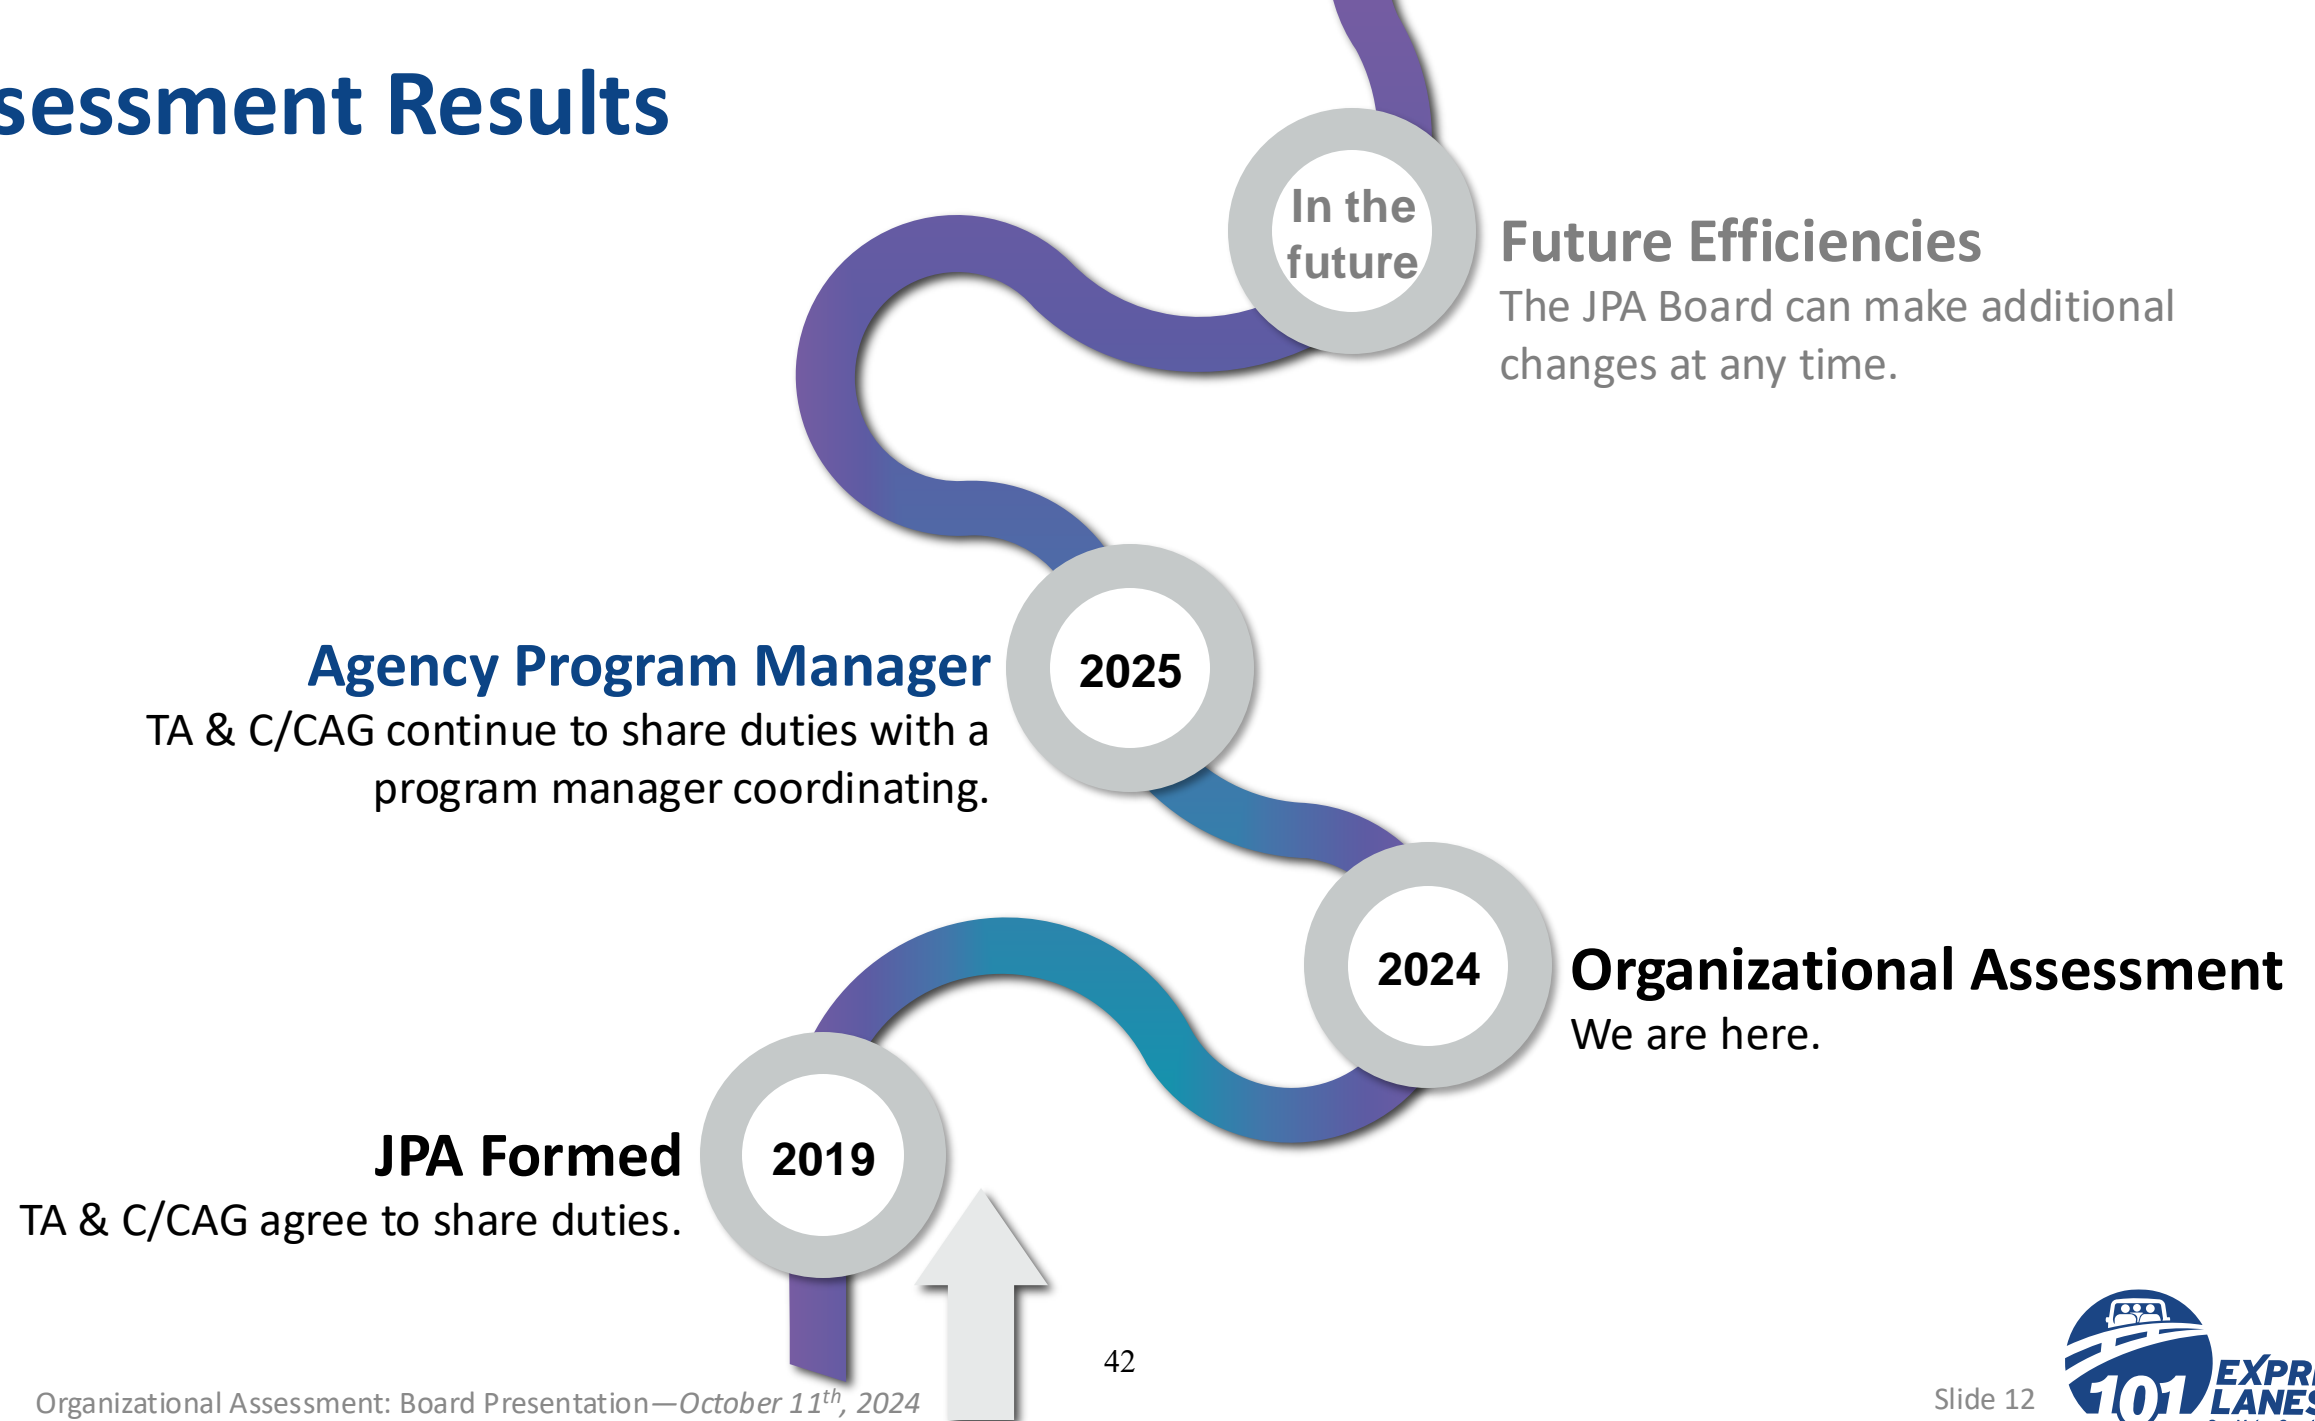 sessment Results
In the
future
Future Efficiencies
The JPA Board can make additional
changes at any time.
Agency Program Manager
TA & C/CAG continue to share duties with a
program manager coordinating.
2025
2024
Organizational Assessment
We are here.
JPA Formed
TA & C/CAG agree to share duties.
2019
42
Organizational Assessment: Board Presentation—October 11th, 2024
Slide 12
101
EXPR
LANES